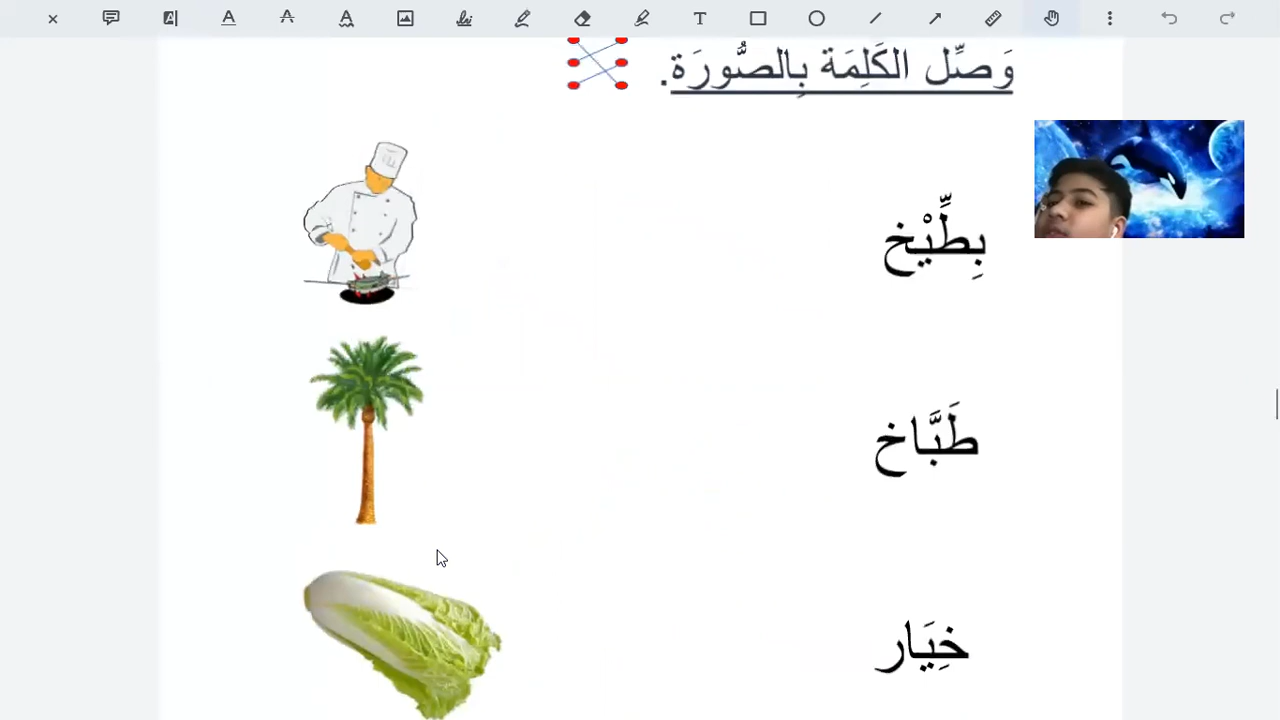 وَصِّل الكَلِمَة بِالصُّورَة.
بِطِّيْخ
طَبَّاخ
خِيَار